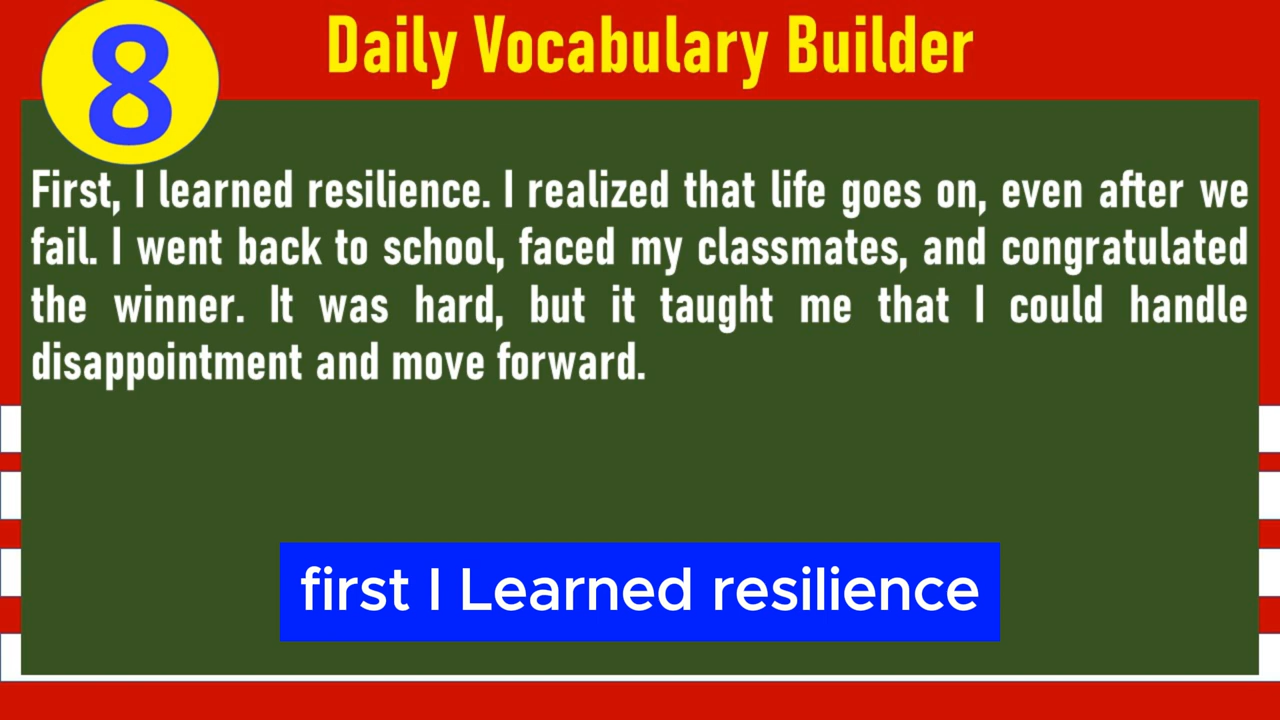 8
Daily Vocabulary Builder
First, I learned resilience. I realized that life goes on, even after we
fail. I went back to school, faced my classmates, and congratulated
the winner. It was hard, but it taught me that I could handle
disappointment and move forward.
first I Learned resilience